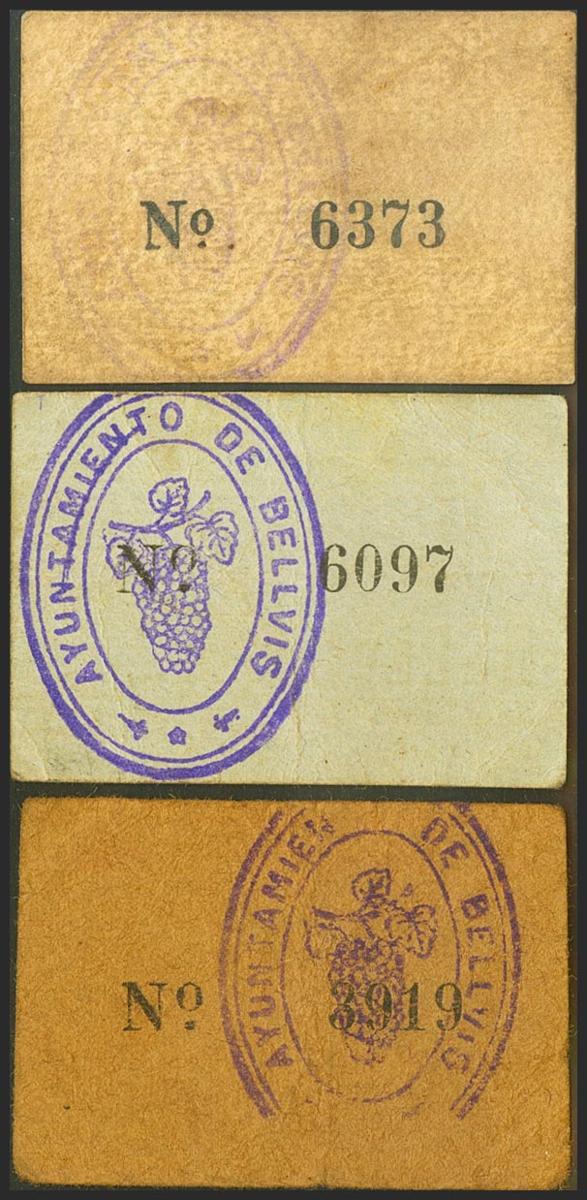 No. 6373
AYUNTAMIENTO DE BELLVIS
No. 6097
AYUNTAMIEN DE BELLVIS
No. 3919